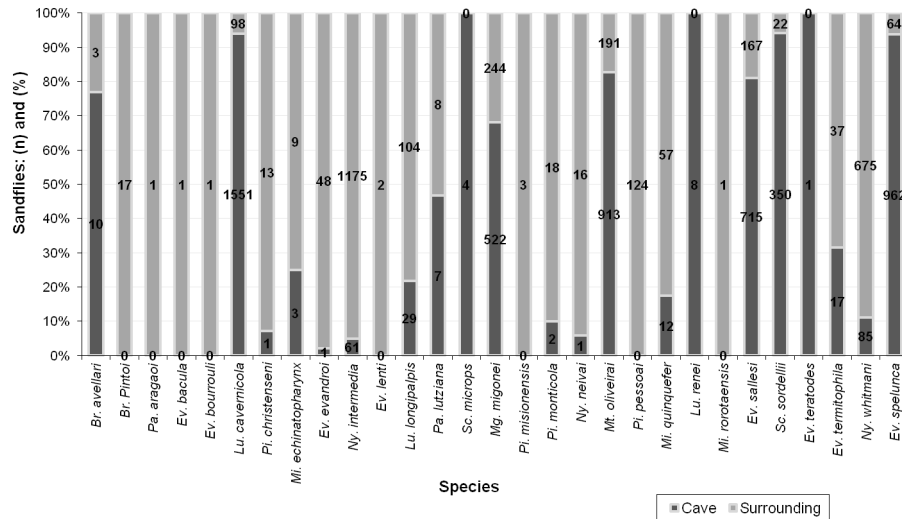 100%
90%
80%
70%
60%
50%
40%
30%
20%
10%
0%
Sandflies: (n) and (%)
3
10
17
0
1
0
1
0
1
0
98
1551
13
1
9
3
48
1
1175
61
2
0
104
29
8
7
0
4
244
522
3
0
18
2
16
1
191
913
124
0
57
12
0
8
1
0
167
715
22
350
0
1
37
17
675
85
64
962
Br. avellari
Br. Pintoi
Pa. aragaoi
Ev. bacula
Ev. bourrouli
Lu. cavernicola
Pi. christenseni
Mi. echinatopharynx
Ev. evandroi
Ny. intermedia
Ev. lenti
Lu. longipalpis
Pa. lutziana
Sc. microps
Mg. migonei
Pi. misionensis
Pi. monticola
Ny. neivai
Mt. oliveirai
Pi. pessoai
Mi. quinquefer
Lu. renei
Mi. rorotaensis
Ev. sallesi
Sc. sordellii
Ev. teratodes
Ev. termitophila
Ny. whitmani
Ev. spelunca
Species
Cave Surrounding